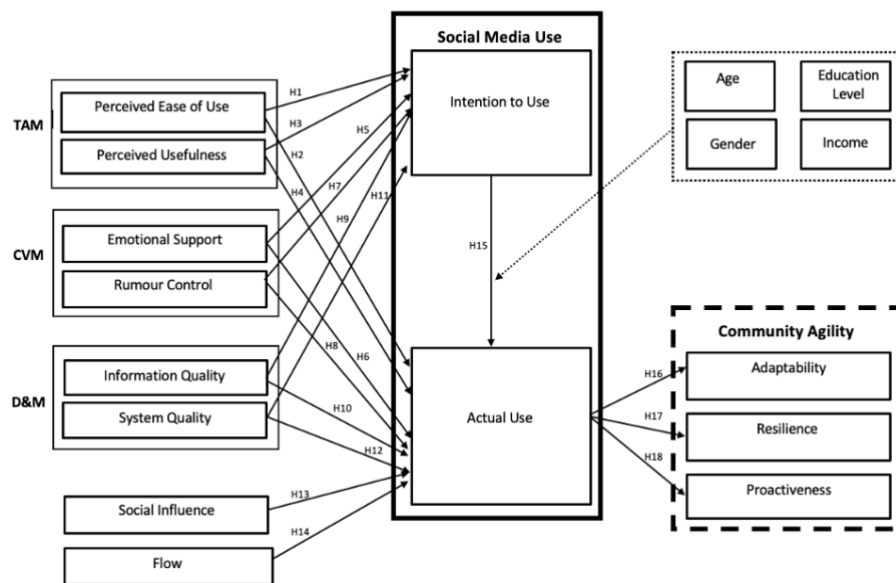 Social Media Use
Intention to Use
Actual Use
TAM
Perceived Ease of Use
Perceived Usefulness
CVM
Emotional Support
Rumour Control
D&M
Information Quality
System Quality
Social Influence
Flow
H1
H3
H5
H2
H7
H4
H9
H11
H15
H8
H6
H10
H12
H13
H14
Age
Education
Level
Gender
Income
Community Agility
H16
Adaptability
H17
Resilience
H18
Proactiveness